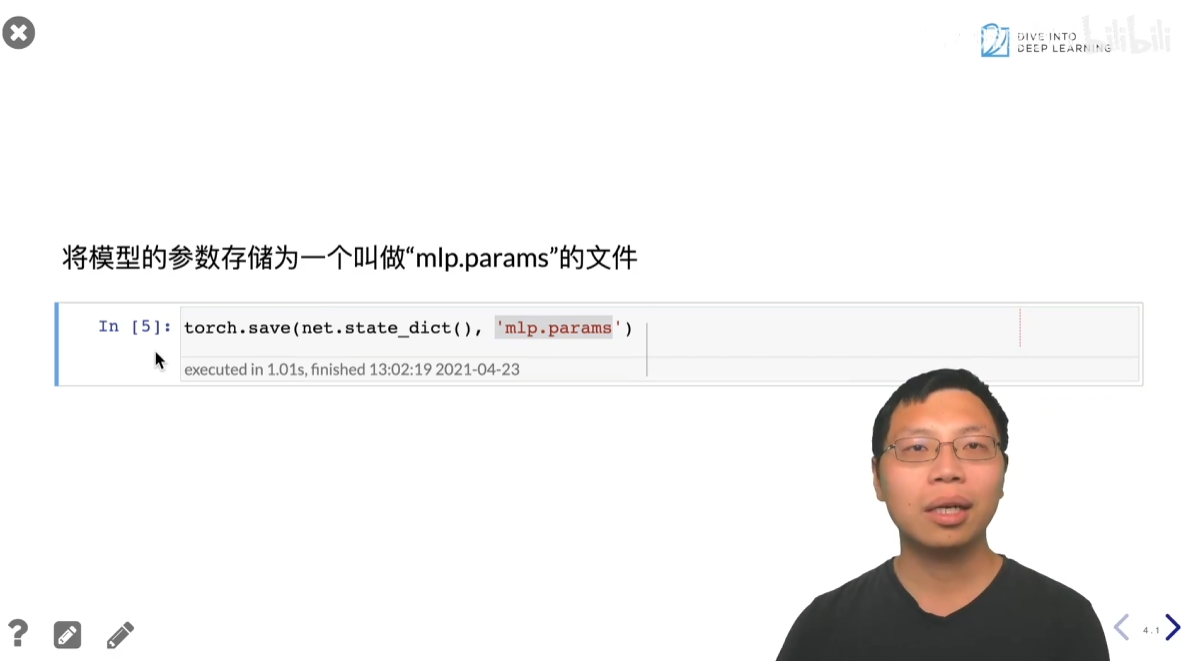 DIVE INTO
DEEP LEARNING
bilibili
将模型的参数存储为一个叫做“mlp.params”的文件
In [5]: torch.save(net.state_dict(), 'mlp.params')
executed in 1.01s, finished 13:02:19 2021-04-23
?
4.1